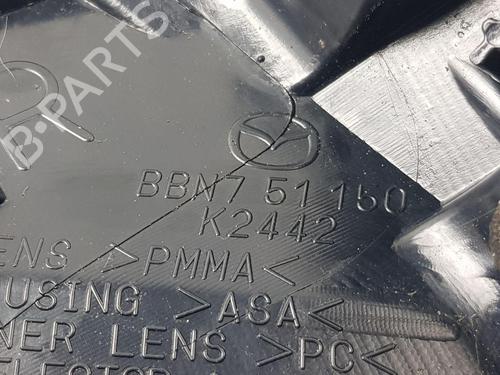 B-PARTS
BBN7 51 150
K2442
ENS >PMMA<
USING >ASA<
NER LENS >PC<